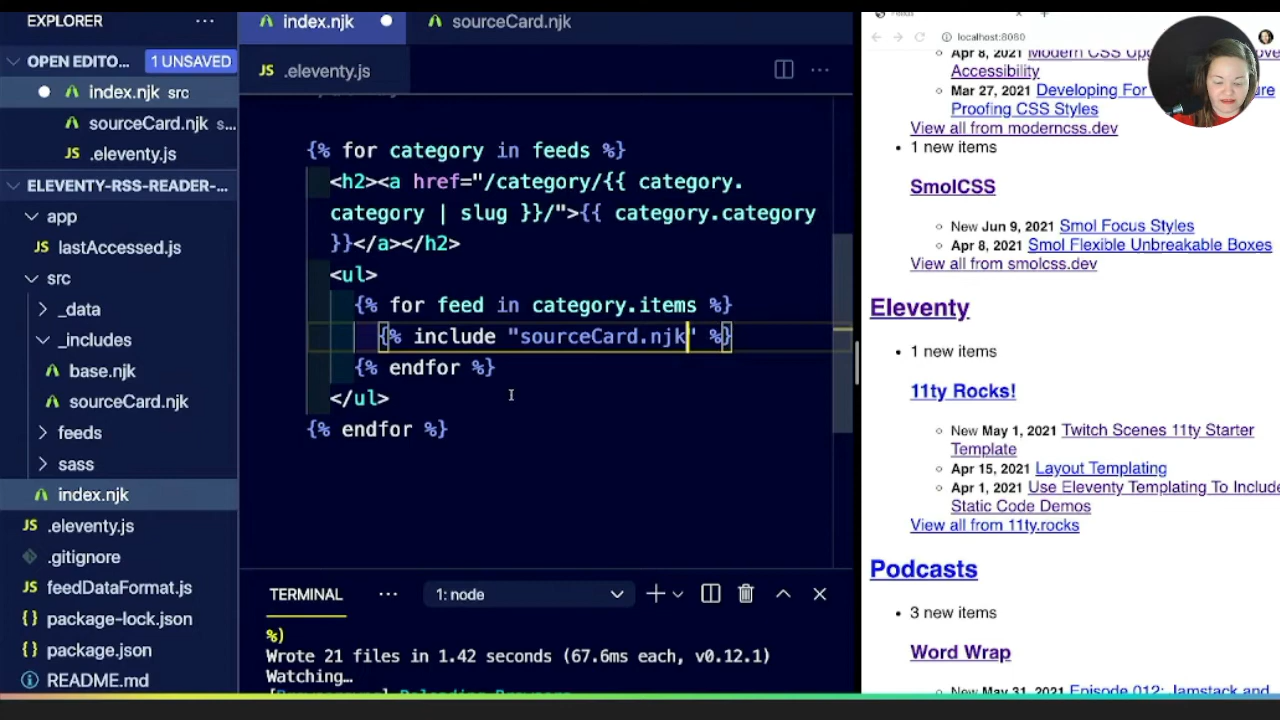 EXPLORER
OPEN EDITO... 1 UNSAVED
index.njk src
sourceCard.njk s...
.eleventy.js
ELEVENTY-RSS-READER-...
app
lastAccessed.js
src
_data
_includes
base.njk
sourceCard.njk
feeds
sass
index.njk
.eleventy.js
.gitignore
feedDataFormat.js
package-lock.json
package.json
README.md
index.njk
sourceCard.njk
.eleventy.js
{% for category in feeds %}
<h2><a href="/category/{{ category.
category | slug }}/">{{ category.category
}}</a></h2>
<ul>
{% for feed in category.items %}
{% include "sourceCard.njk" %}
{% endfor %}
</ul>
{% endfor %}
TERMINAL
1: node
%)
Wrote 21 files in 1.42 seconds (67.6ms each, v0.12.1)
Watching…
localhost:8080
Apr 8, 2021 Modern CSS
Accessibility
Mar 27, 2021 Developing For
Proofing CSS Styles
View all from moderncss.dev
1 new items
SmolCSS
New Jun 9, 2021 Smol Focus Styles
Apr 8, 2021 Smol Flexible Unbreakable Boxes
View all from smolcss.dev
Eleventy
1 new items
11ty Rocks!
New May 1, 2021 Twitch Scenes 11ty Starter
Template
Apr 15, 2021 Layout Templating
Apr 1, 2021 Use Eleventy Templating To Include
Static Code Demos
View all from 11ty.rocks
Podcasts
3 new items
Word Wrap
New May 31, 2021 Episode 012: Jamstack and